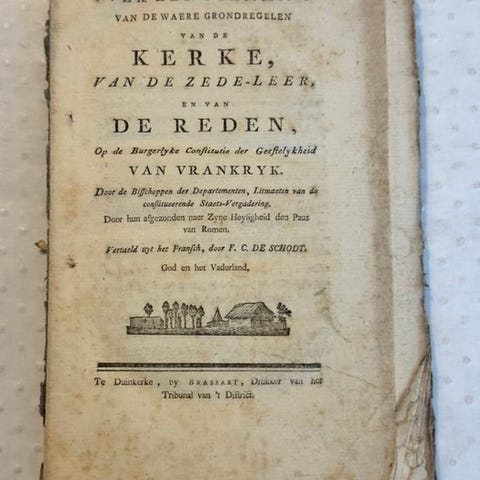 VAN DE WAERE GRONDREGELEN
VAN DE
KERKE,
VAN DE ZEDE-LEER,
EN VAN
DE REDEN,
Op de Burgerlyke Constitutie der Geestelykheid
VAN VRANKRYK.
Door de Bisschoppen der Departementen, Litmaeten van de
constitueerende Staets-Vergadering.
Door hun afgezonden naer Zyne Heyligheid den Paus
van Romen.
Vertaeld uyt het Fransch, door F. C. DE SCHODT.
God en het Vaderland.
Te Duinkerke, by BRASSART, Drukker van het
Tribunal van 't District.